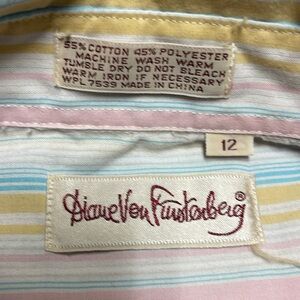 55% COTTON 45% POLYESTER
MACHINE WASH WARM
TUMBLE DRY DO NOT BLEACH
WARM IRON IF NECESSARY
WPL 7539 MADE IN CHINA
12
Diane Von Furstenberg®